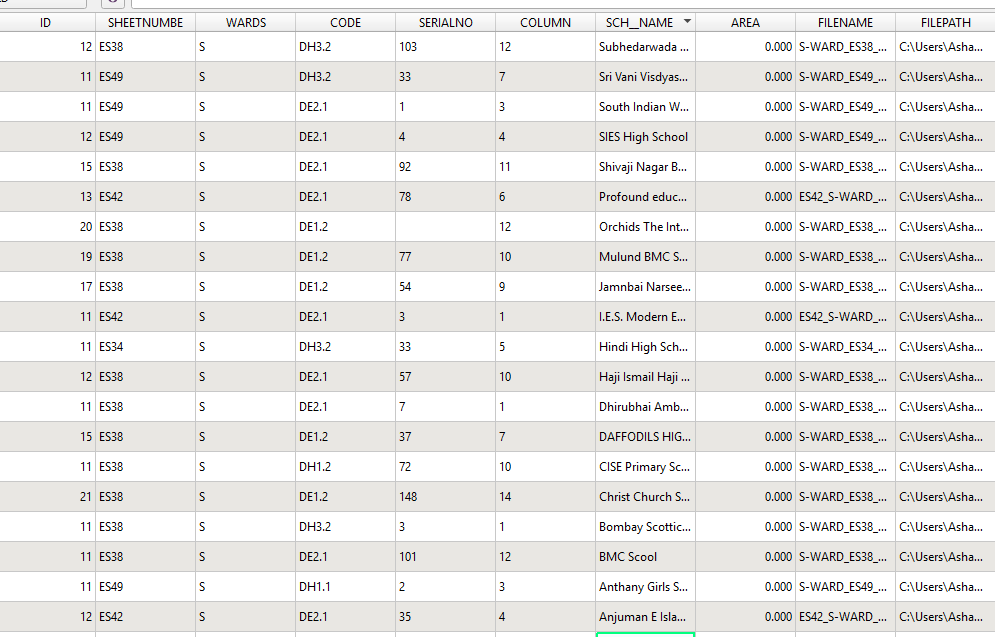 ID SHEETNUMBE WARDS CODE SERIALNO COLUMN SCH__NAME AREA FILENAME FILEPATH
12 ES38 S DH3.2 103 12 Subhedarwada ... 0.000 S-WARD_ES38_... C:\Users\Asha...
11 ES49 S DH3.2 33 7 Sri Vani Visdyas... 0.000 S-WARD_ES49_... C:\Users\Asha...
11 ES49 S DE2.1 1 3 South Indian W... 0.000 S-WARD_ES49_... C:\Users\Asha...
12 ES49 S DE2.1 4 4 SIES High School 0.000 S-WARD_ES49_... C:\Users\Asha...
15 ES38 S DE2.1 92 11 Shivaji Nagar B... 0.000 S-WARD_ES38_... C:\Users\Asha...
13 ES42 S DE2.1 78 6 Profound educ... 0.000 ES42_S-WARD_... C:\Users\Asha...
20 ES38 S DE1.2 12 Orchids The Int... 0.000 S-WARD_ES38_... C:\Users\Asha...
19 ES38 S DE1.2 77 10 Mulund BMC S... 0.000 S-WARD_ES38_... C:\Users\Asha...
17 ES38 S DE1.2 54 9 Jamnbai Narsee... 0.000 S-WARD_ES38_... C:\Users\Asha...
11 ES42 S DE2.1 3 1 I.E.S. Modern E... 0.000 ES42_S-WARD_... C:\Users\Asha...
11 ES34 S DH3.2 33 5 Hindi High Sch... 0.000 S-WARD_ES34_... C:\Users\Asha...
12 ES38 S DE2.1 57 10 Haji Ismail Haji ... 0.000 S-WARD_ES38_... C:\Users\Asha...
11 ES38 S DE2.1 7 1 Dhirubhai Amb... 0.000 S-WARD_ES38_... C:\Users\Asha...
15 ES38 S DE1.2 37 7 DAFFODILS HIG... 0.000 S-WARD_ES38_... C:\Users\Asha...
11 ES38 S DH1.2 72 10 CISE Primary Sc... 0.000 S-WARD_ES38_... C:\Users\Asha...
21 ES38 S DE1.2 148 14 Christ Church S... 0.000 S-WARD_ES38_... C:\Users\Asha...
11 ES38 S DH3.2 3 1 Bombay Scottic... 0.000 S-WARD_ES38_... C:\Users\Asha...
11 ES38 S DE2.1 101 12 BMC Scool 0.000 S-WARD_ES38_... C:\Users\Asha...
11 ES49 S DH1.1 2 3 Anthany Girls S... 0.000 S-WARD_ES49_... C:\Users\Asha...
12 ES42 S DE2.1 35 4 Anjuman E Isla... 0.000 ES42_S-WARD_... C:\Users\Asha...